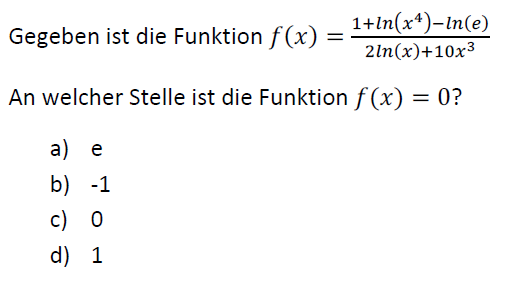 Gegeben ist die Funktion f(x) = (1+ln(x⁴)−ln(e))/(2ln(x)+10x³)
An welcher Stelle ist die Funktion f(x) = 0?
a) e
b) -1
c) 0
d) 1